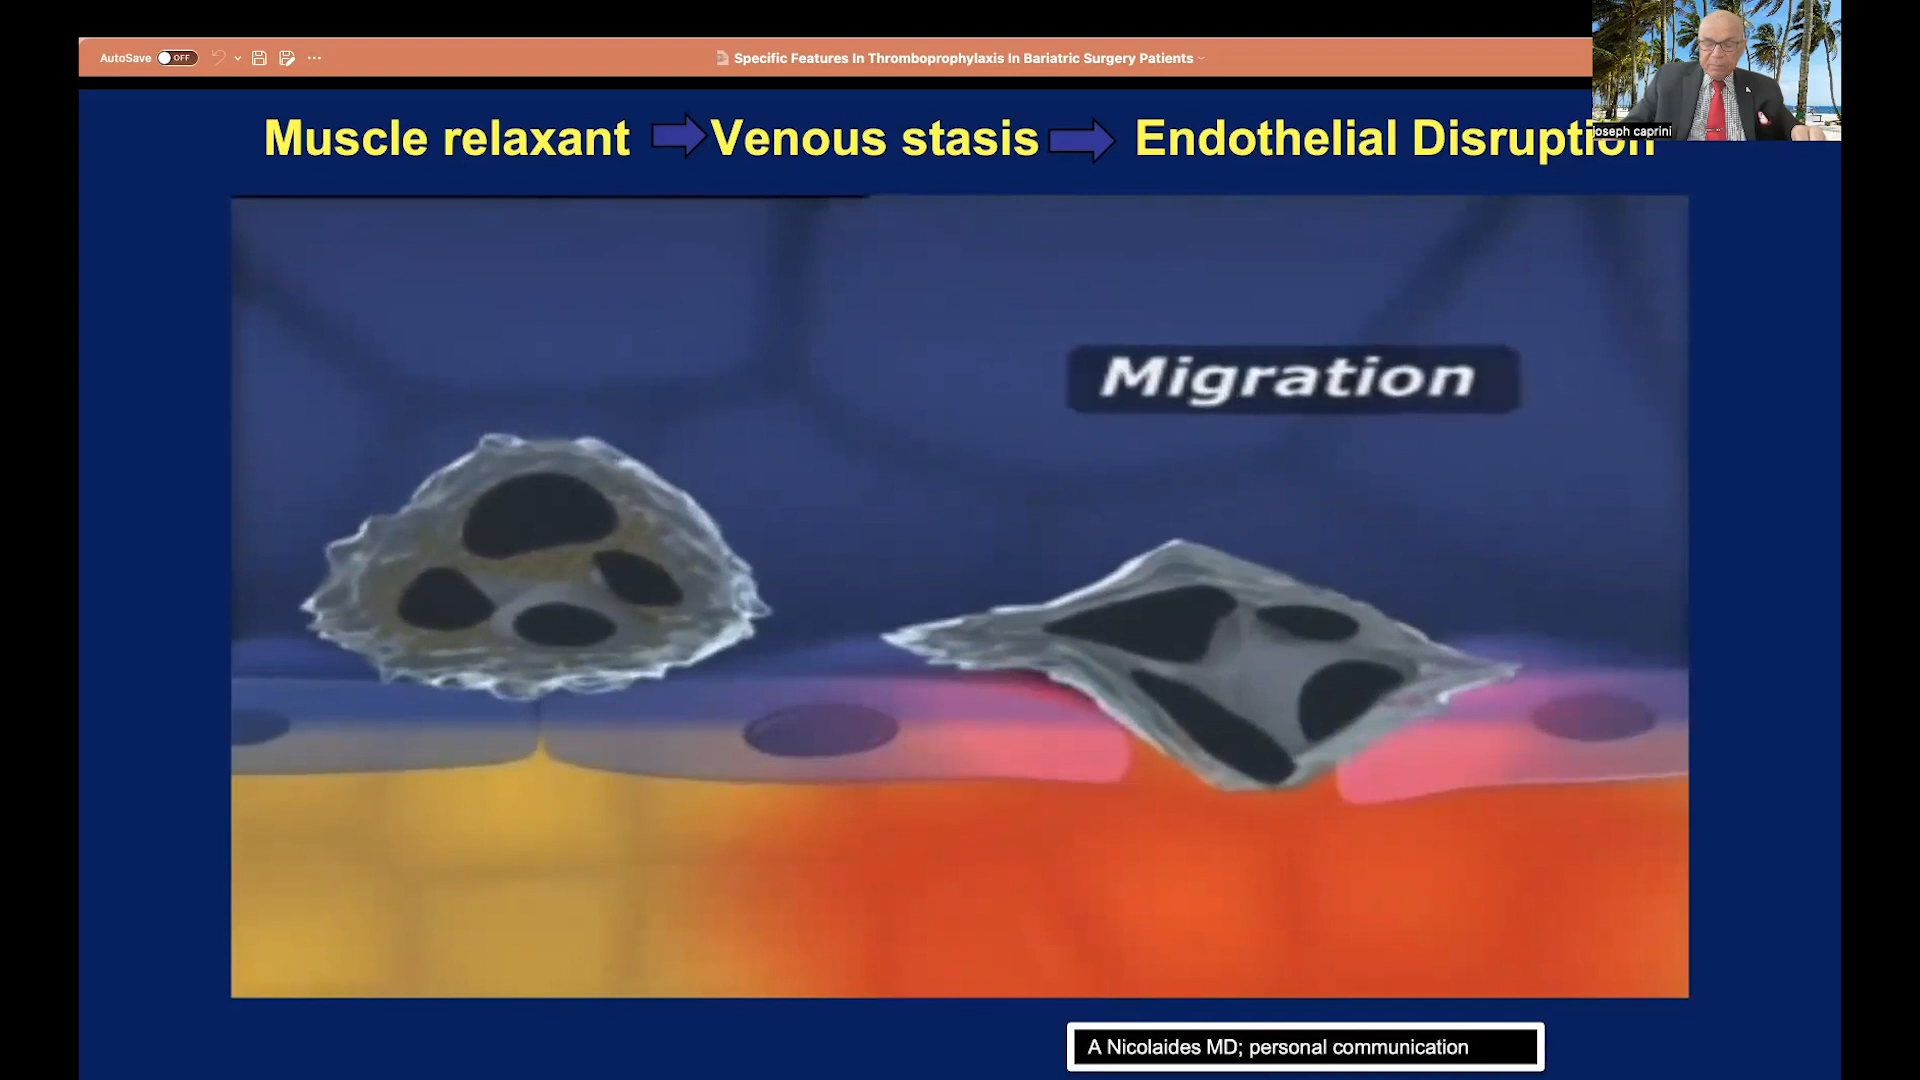 AutoSave OFF
Specific Features In Thromboprophylaxis In Bariatric Surgery Patients
joseph caprini
Muscle relaxant Venous stasis Endothelial Disruption
Migration
A Nicolaides MD; personal communication